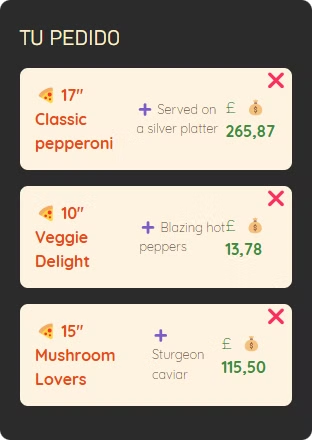 TU PEDIDO
🍕 17"
Classic
pepperoni
➕ Served on
a silver platter
£ 💰
265,87
🍕 10"
Veggie
Delight
➕ Blazing hot
peppers
£ 💰
13,78
🍕 15"
Mushroom
Lovers
➕
Sturgeon
caviar
£ 💰
115,50